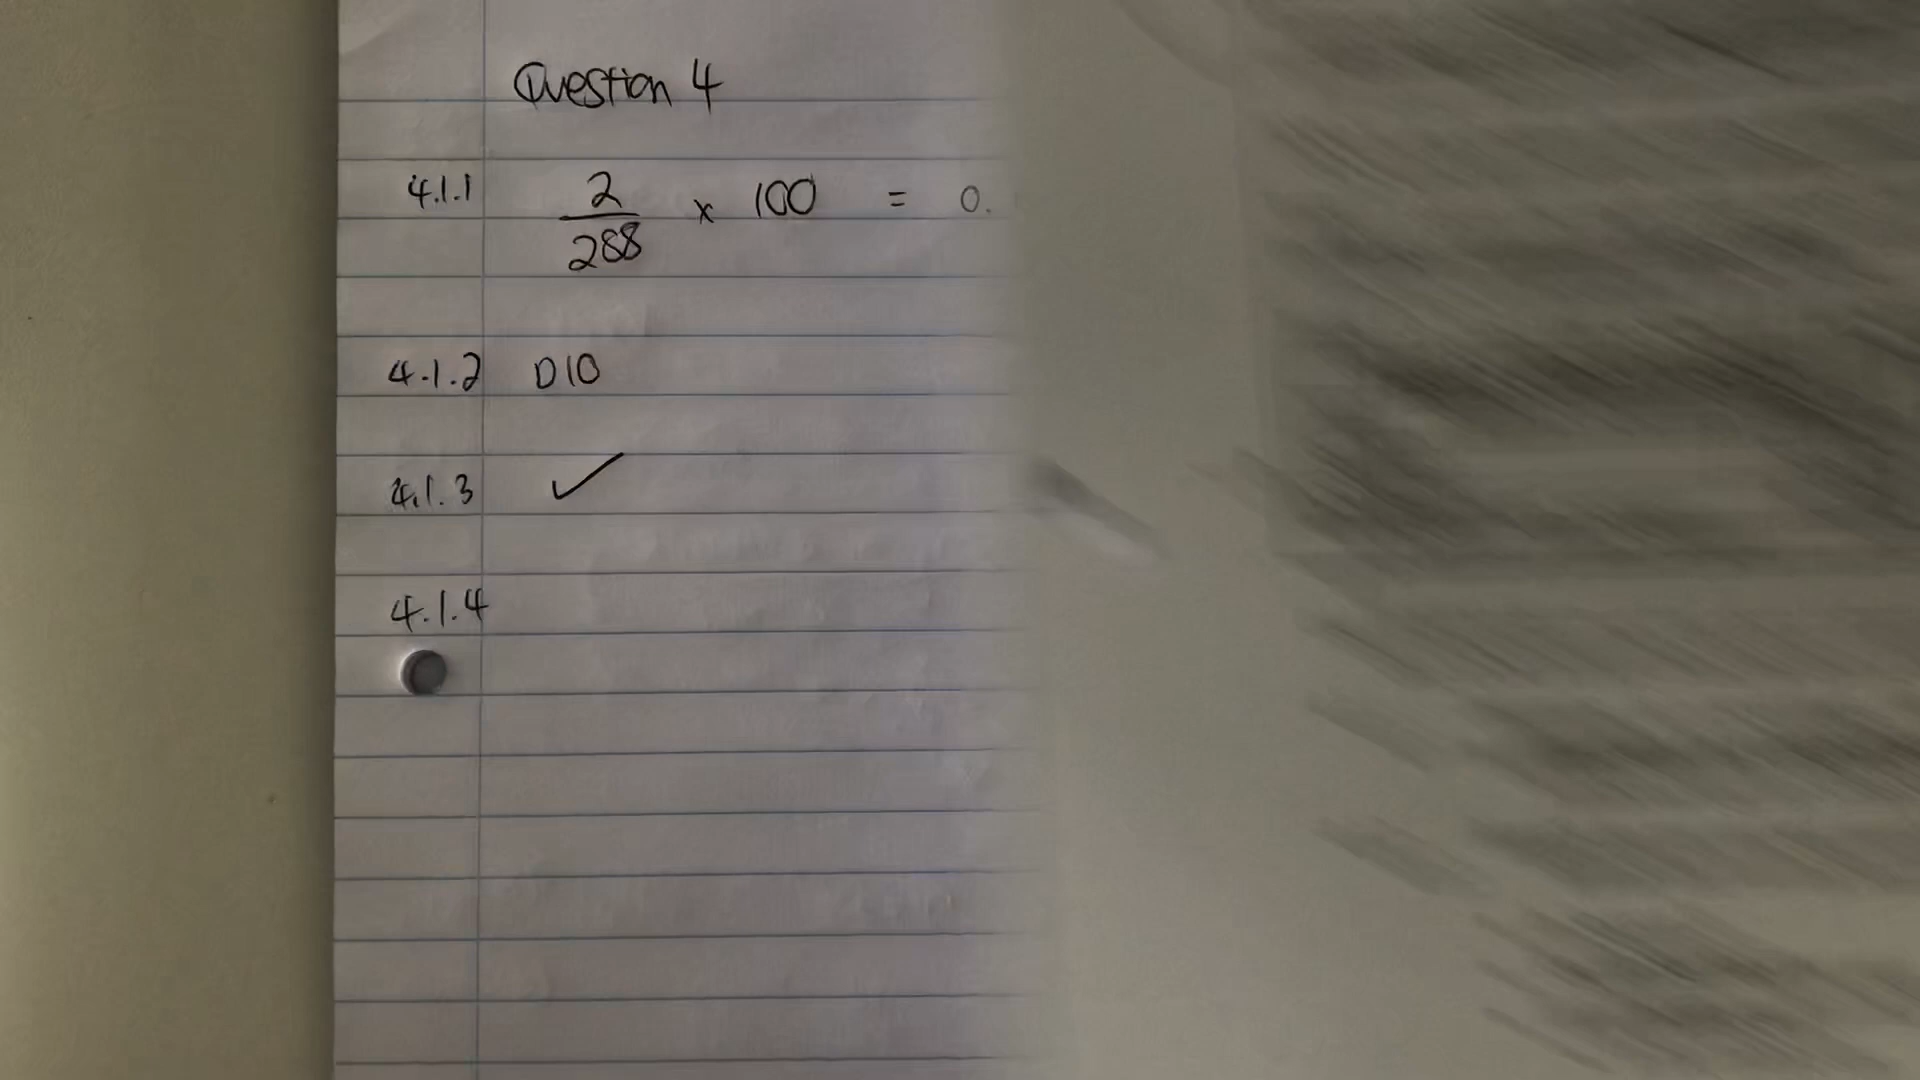 Question 4
4.1.1 2/288 × 100 = 0.
4.1.2 D10
4.1.3 ✓
4.1.4